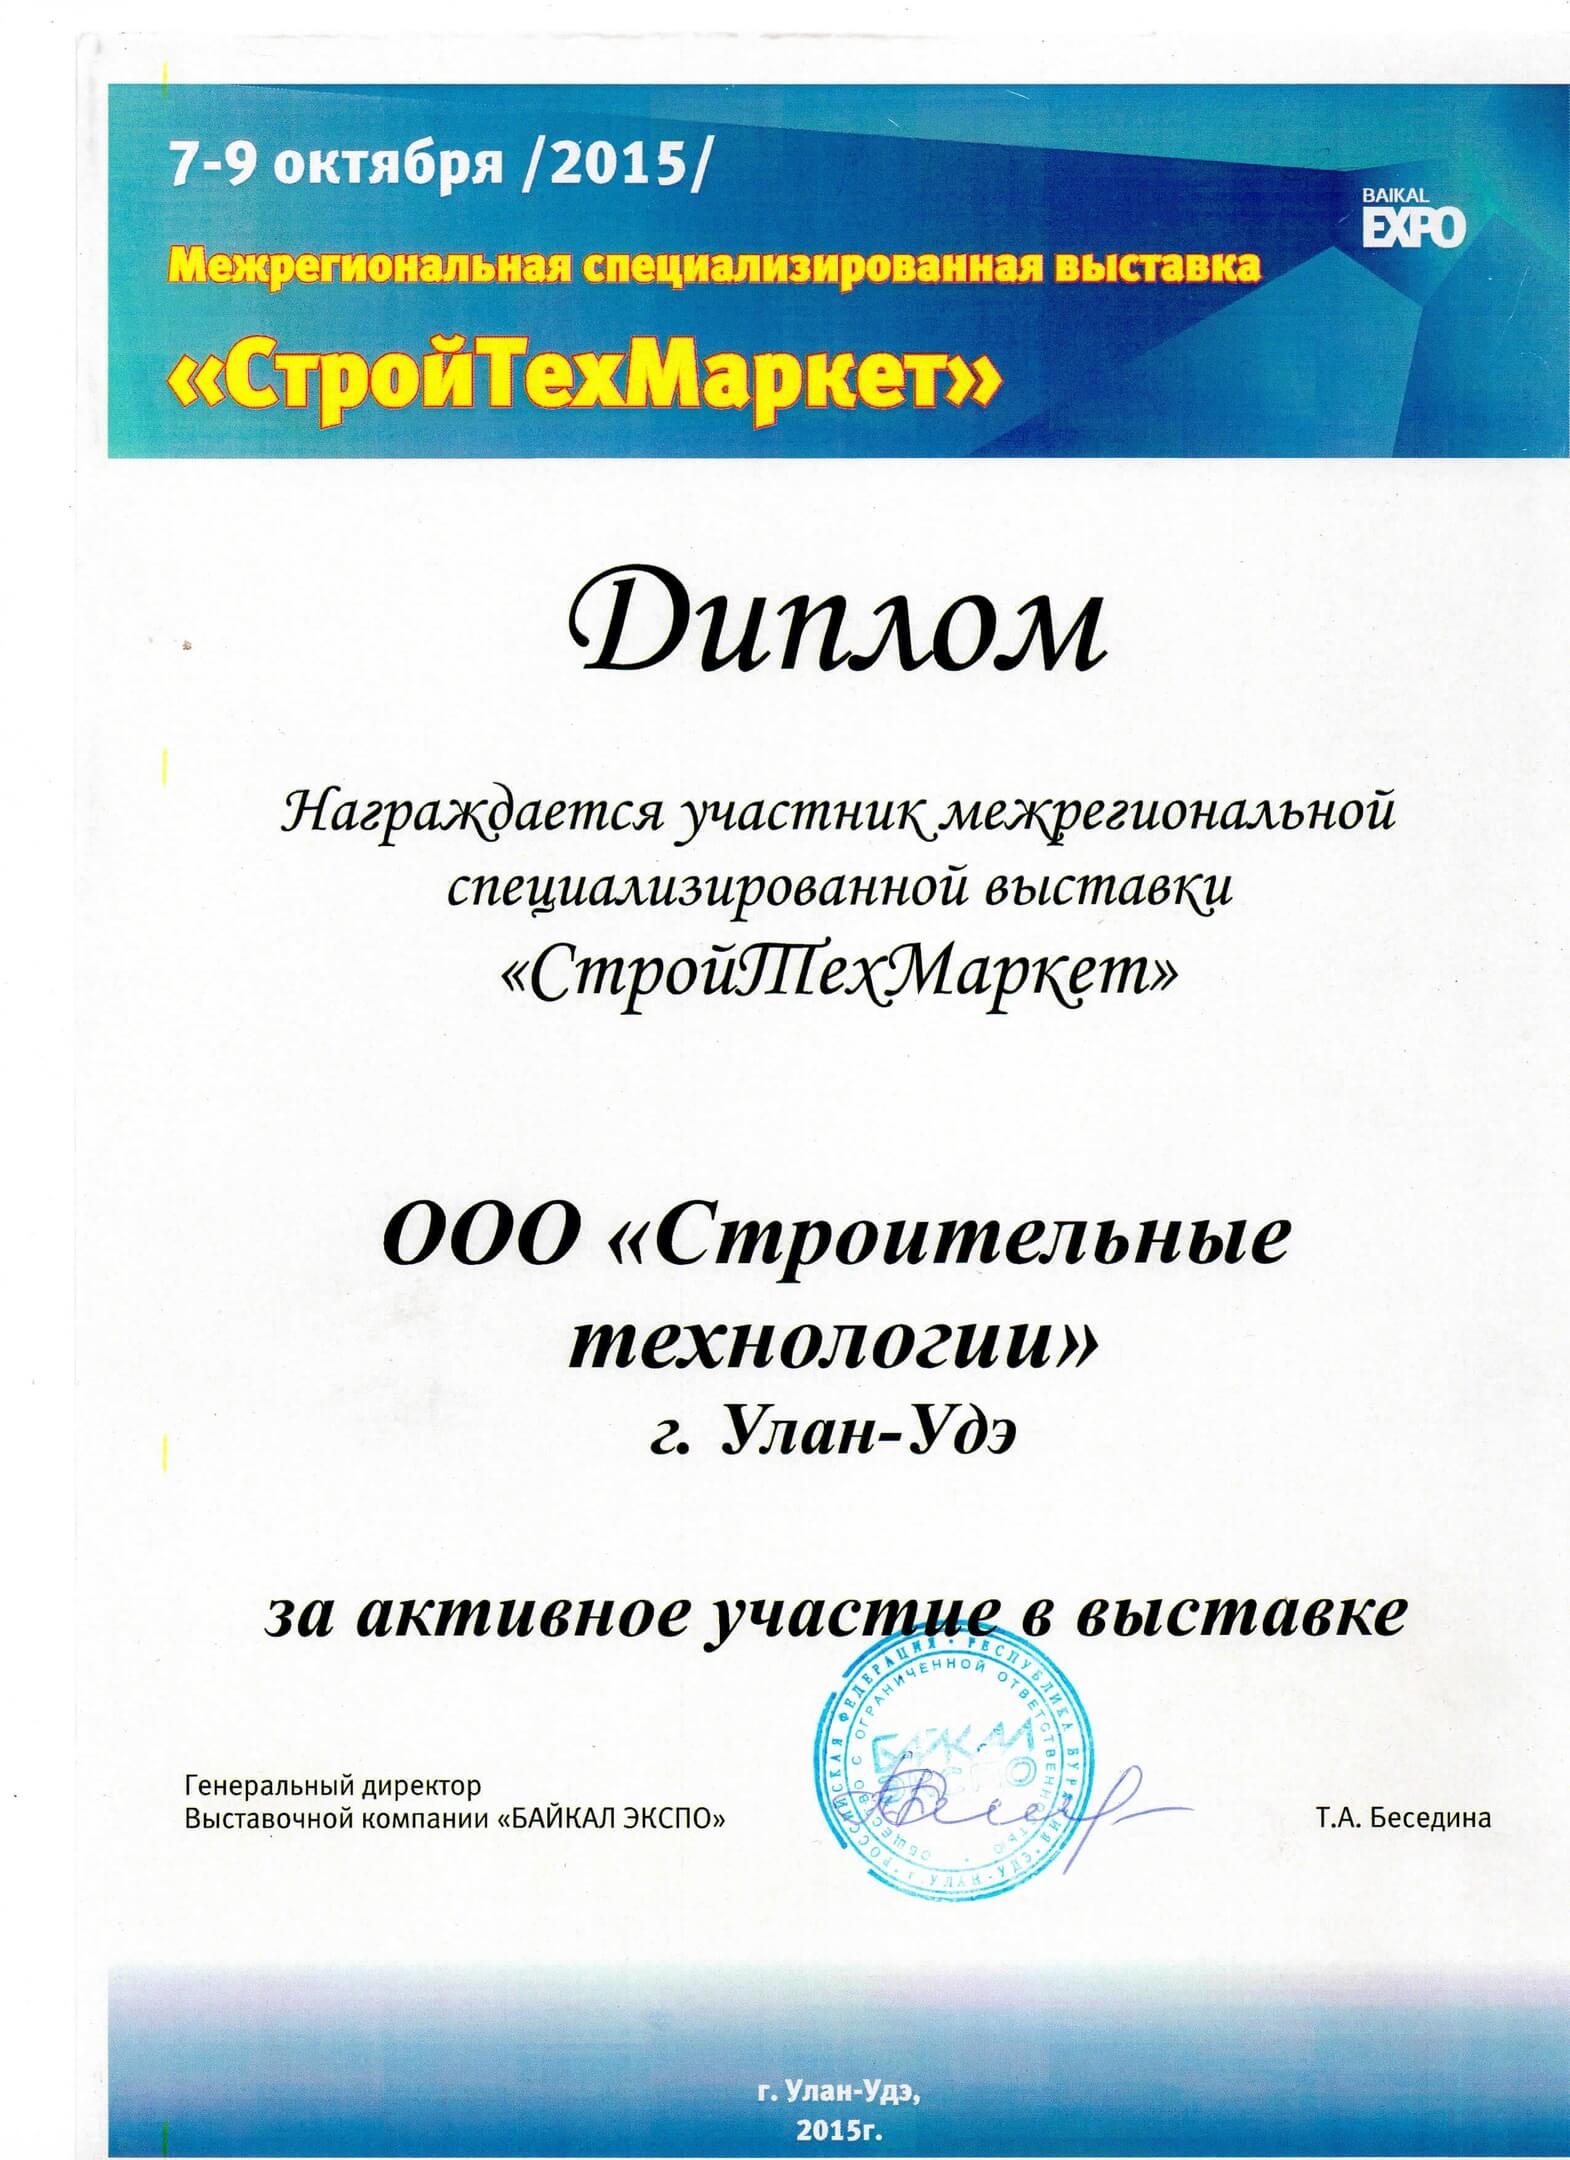 7-9 октября /2015/
BAIKAL
EXPO
Межрегиональная специализированная выставка
«СтройТехМаркет»
Диплом
Награждается участник межрегиональной
специализированной выставки
«СтройТехМаркет»
ООО «Строительные
технологии»
г. Улан-Удэ
за активное участие в выставке
РОССИЙСКАЯ ФЕДЕРАЦИЯ • РЕСПУБЛИКА БУРЯТИЯ • г. УЛАН-УДЭ •
ОБЩЕСТВО С ОГРАНИЧЕННОЙ ОТВЕТСТВЕННОСТЬЮ
БАЙКАЛ
ЭКСПО
Генеральный директор
Выставочной компании «БАЙКАЛ ЭКСПО»
Т.А. Беседина
г. Улан-Удэ,
2015г.